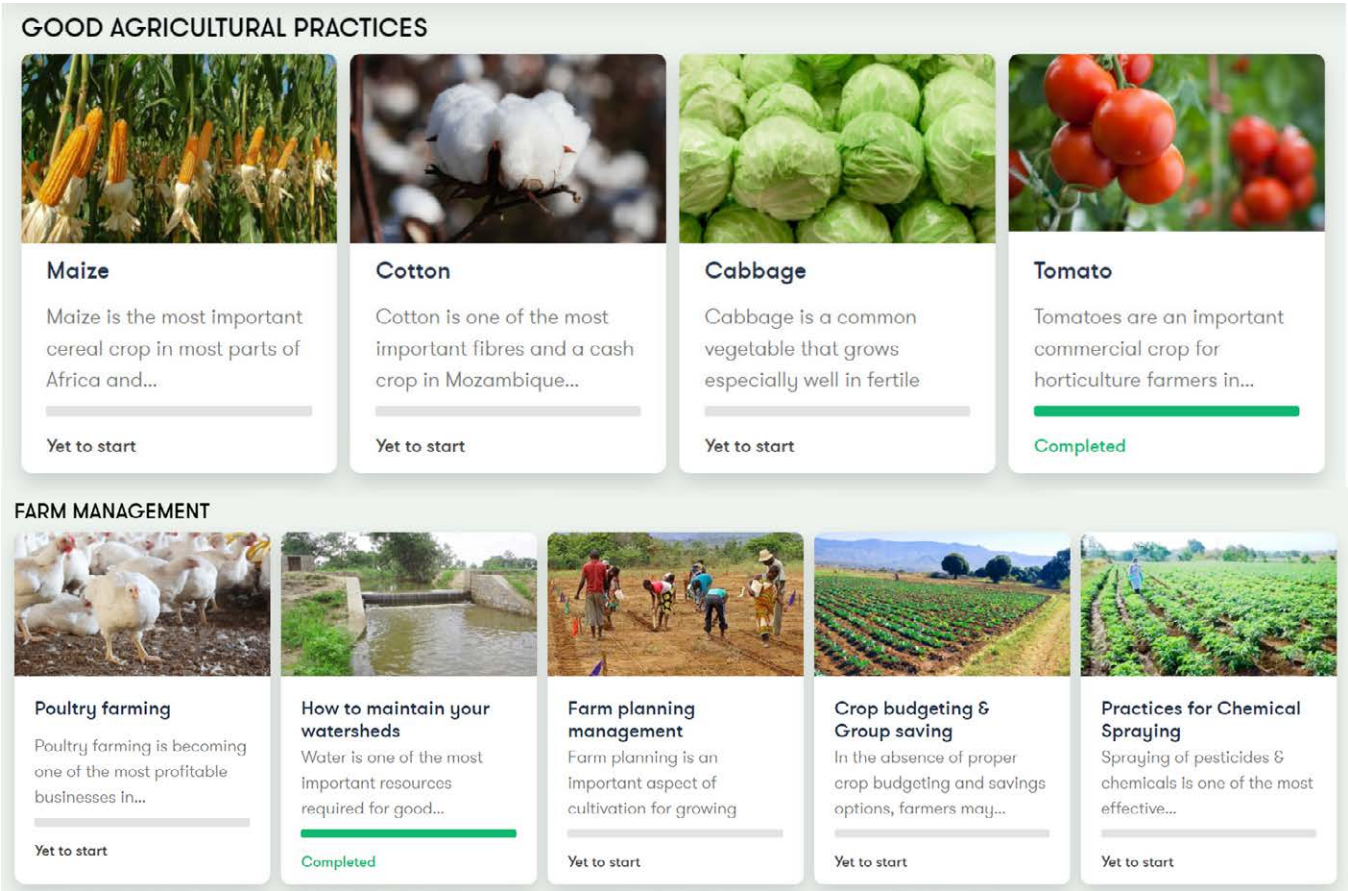 GOOD AGRICULTURAL PRACTICES
Maize
Maize is the most important
cereal crop in most parts of
Africa and...
Yet to start
Cotton
Cotton is one of the most
important fibres and a cash
crop in Mozambique...
Yet to start
Cabbage
Cabbage is a common
vegetable that grows
especially well in fertile
Yet to start
Tomato
Tomatoes are an important
commercial crop for
horticulture farmers in...
Completed
FARM MANAGEMENT
Poultry farming
Poultry farming is becoming
one of the most profitable
businesses in...
Yet to start
How to maintain your
watersheds
Water is one of the most
important resources
required for good...
Completed
Farm planning
management
Farm planning is an
important aspect of
cultivation for growing
Yet to start
Crop budgeting &
Group saving
In the absence of proper
crop budgeting and savings
options, farmers may...
Yet to start
Practices for Chemical
Spraying
Spraying of pesticides &
chemicals is one of the most
effective...
Yet to start